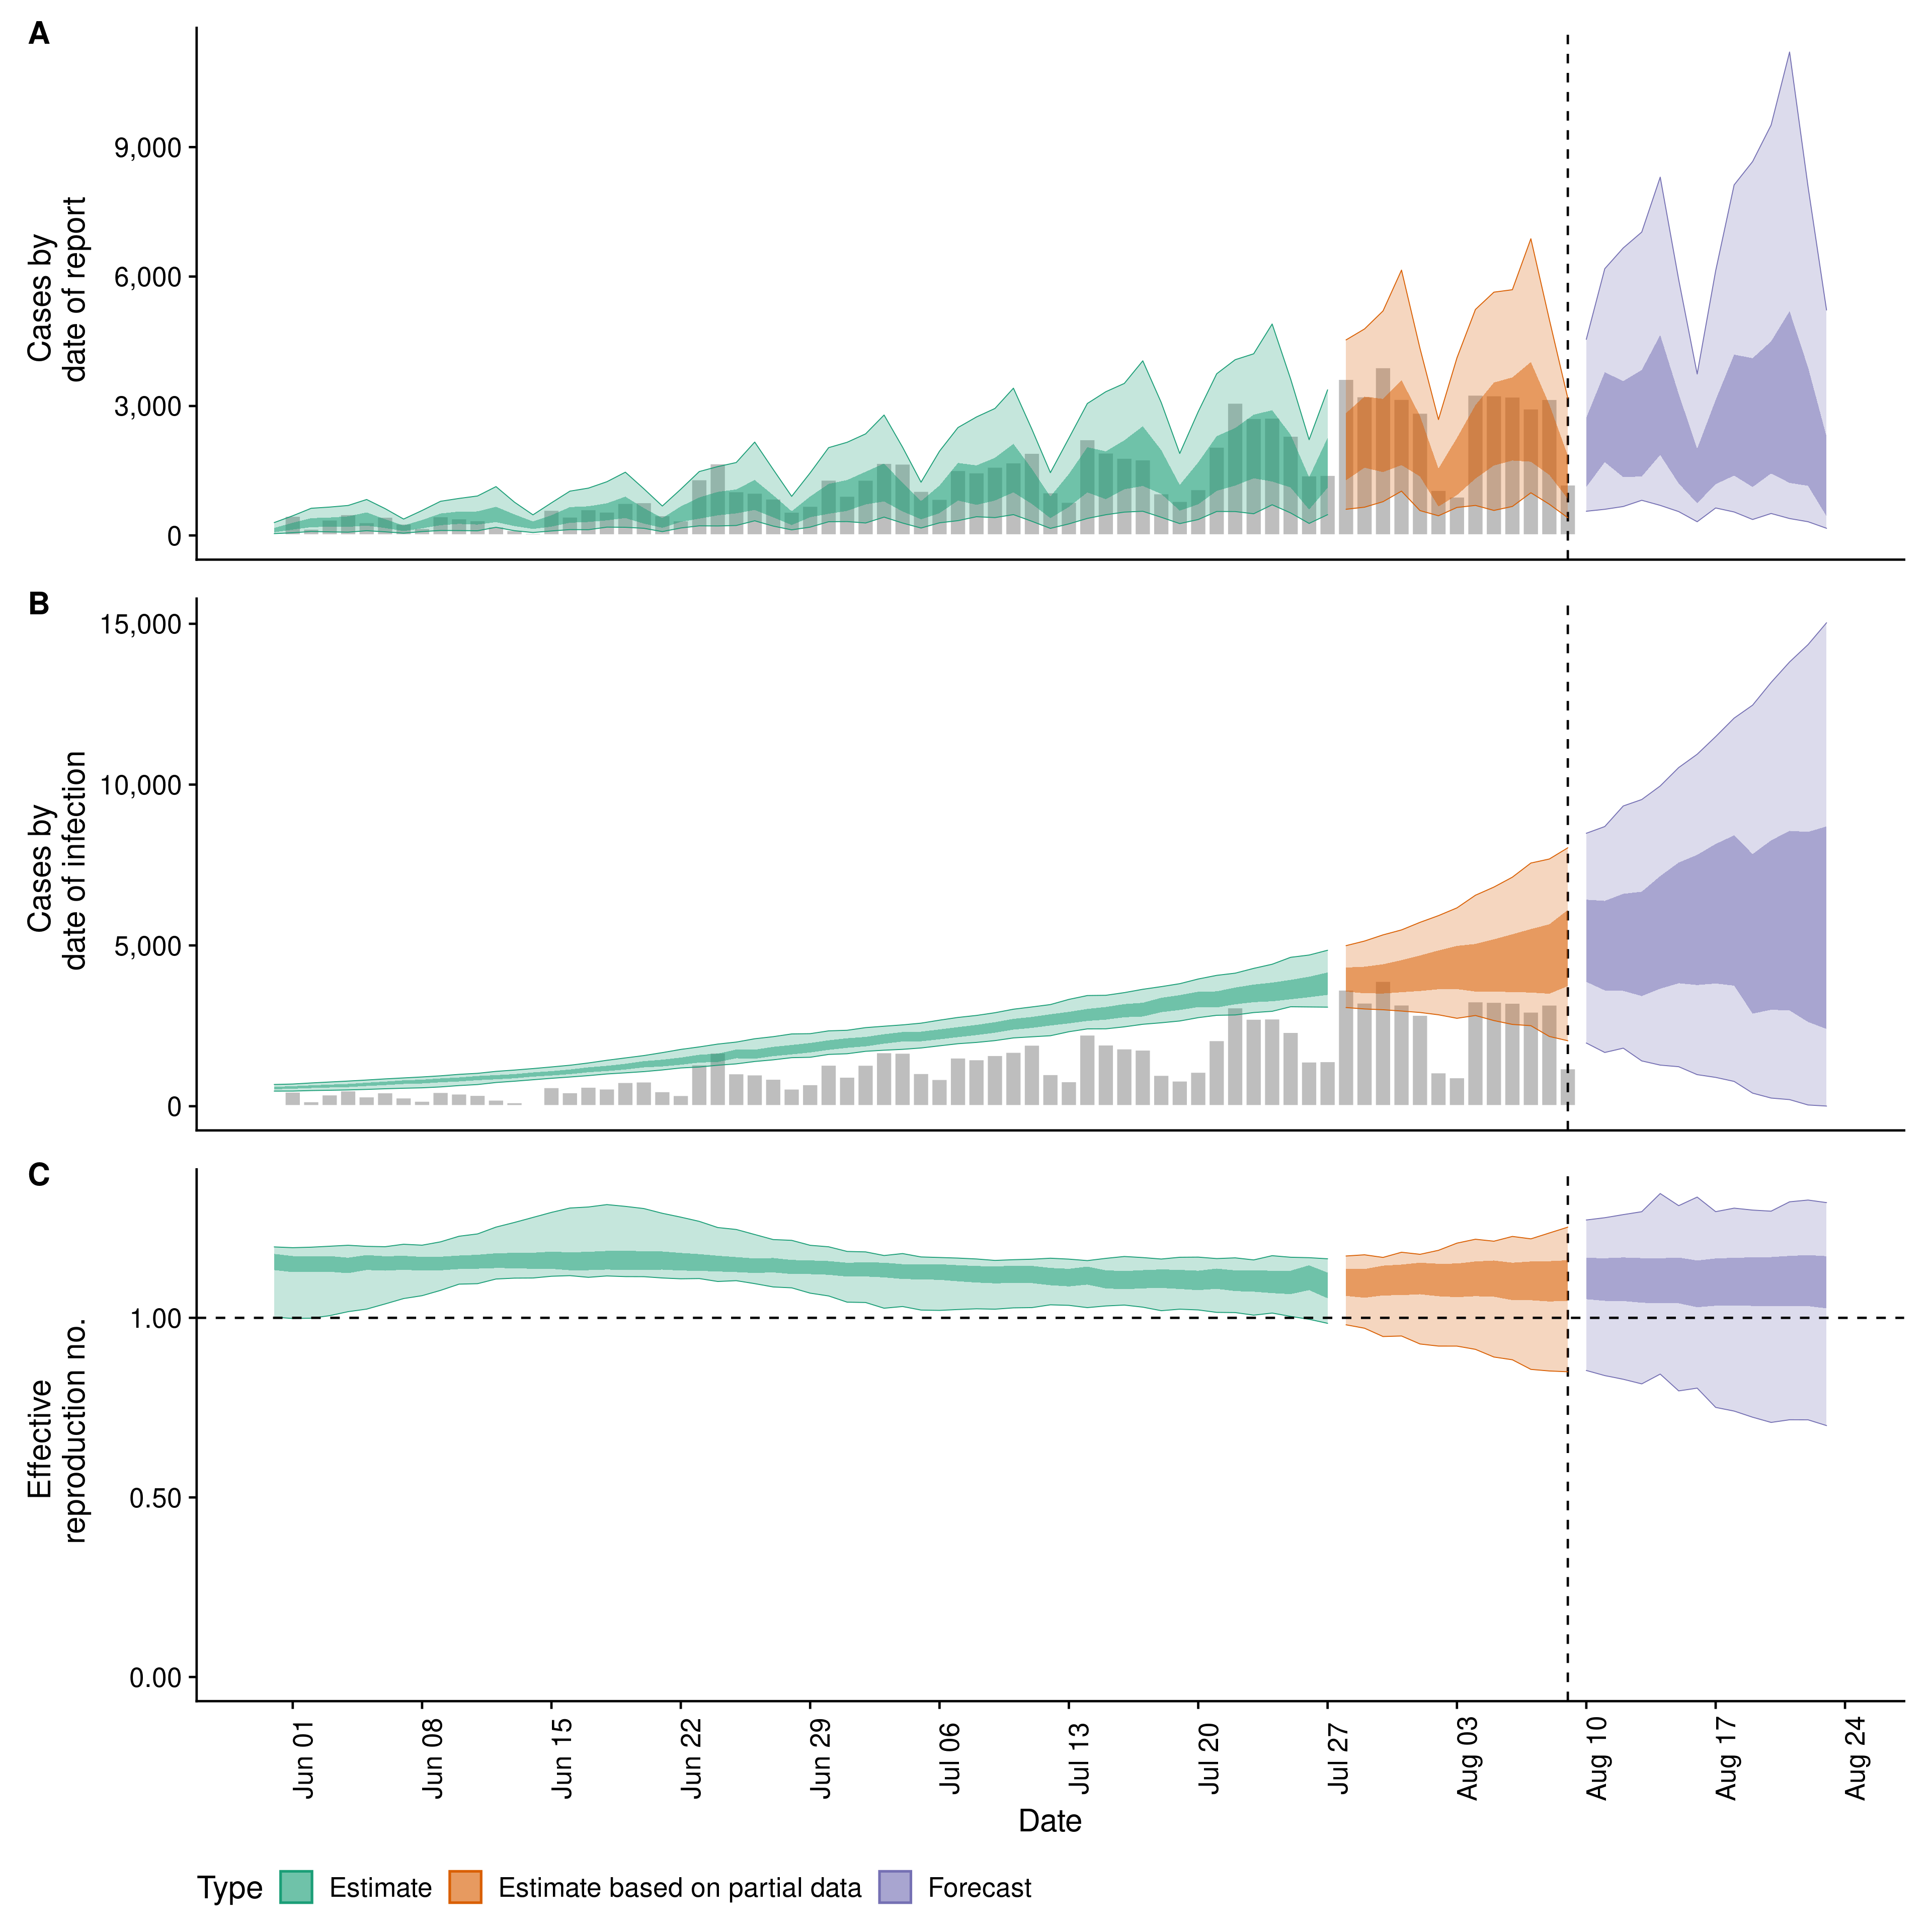 A
9,000
6,000
3,000
0
Cases by
date of report
B
15,000
10,000
5,000
0
Cases by
date of infection
C
1.00
0.50
0.00
Effective
reproduction no.
Jun 01
Jun 08
Jun 15
Jun 22
Jun 29
Jul 06
Jul 13
Jul 20
Jul 27
Aug 03
Aug 10
Aug 17
Aug 24
Date
Type Estimate Estimate based on partial data Forecast